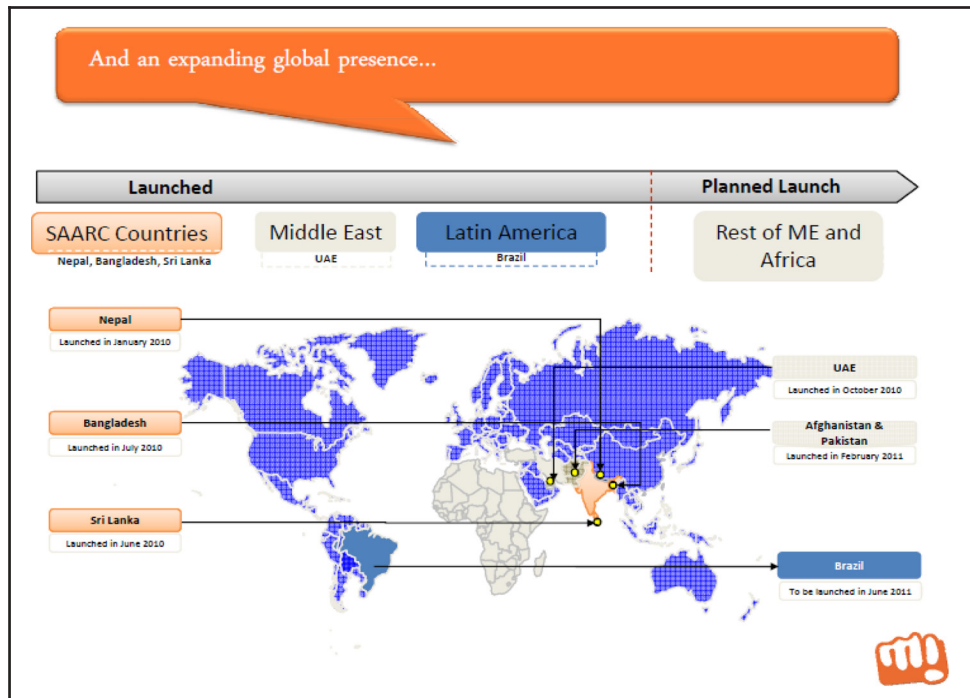 And an expanding global presence...
Launched
Planned Launch
SAARC Countries
Nepal, Bangladesh, Sri Lanka
Middle East
UAE
Latin America
Brazil
Rest of ME and
Africa
Nepal
Launched in January 2010
Bangladesh
Launched in July 2010
Sri Lanka
Launched in June 2010
UAE
Launched in October 2010
Afghanistan &
Pakistan
Launched in February 2011
Brazil
To be launched in June 2011
m!